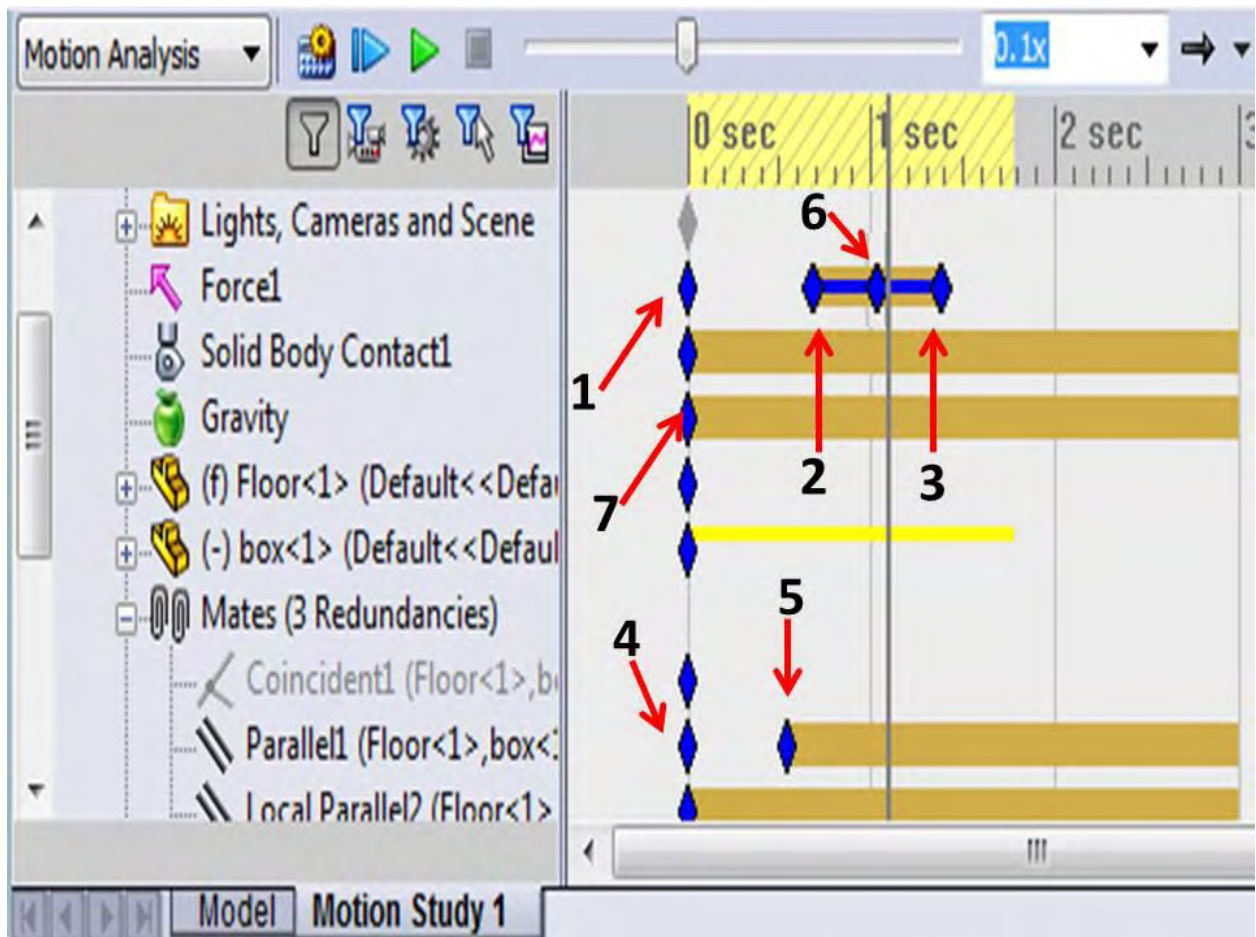 Motion Analysis
0.1x
0 sec 1 sec 2 sec 3
Lights, Cameras and Scene
6
Force1
Solid Body Contact1
1
Gravity
2 3
(f) Floor<1> (Default<<Defau
7
(-) box<1> (Default<<Defaul
5
Mates (3 Redundancies)
4
Coincident1 (Floor<1>,b
Parallel1 (Floor<1>,box<
Local Parallel2 (Floor<1>
Model Motion Study 1